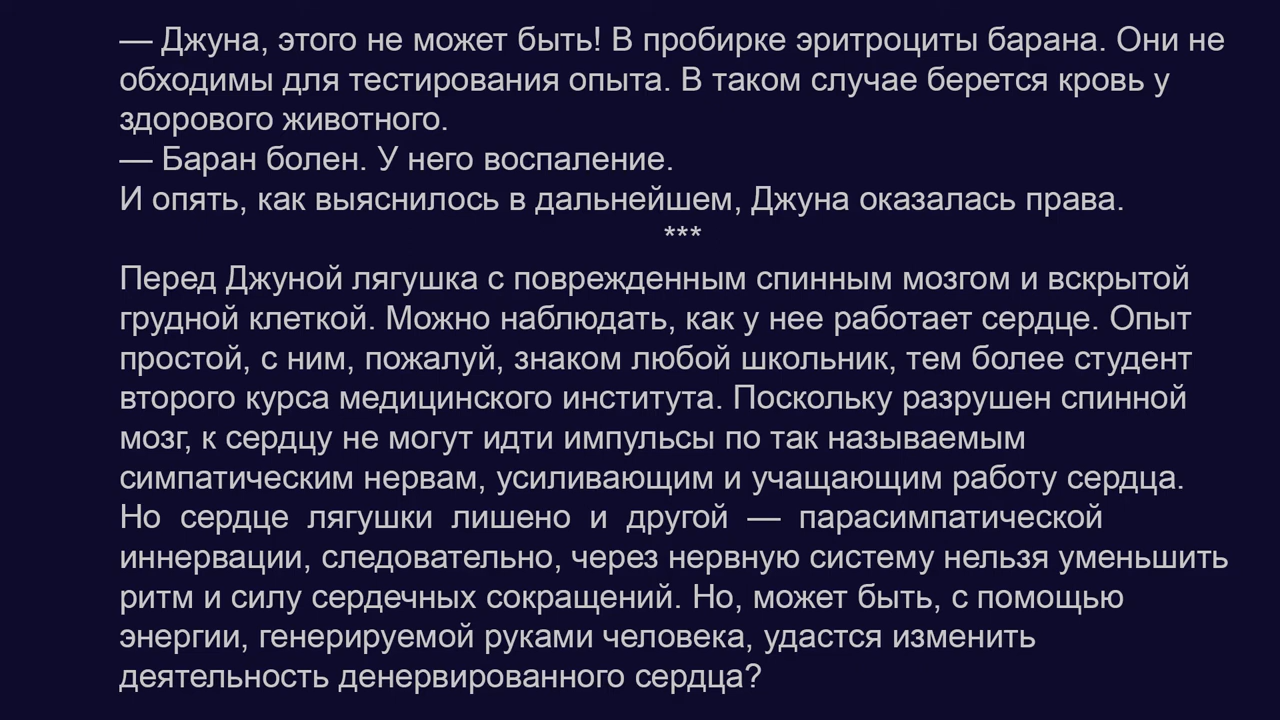 — Джуна, этого не может быть! В пробирке эритроциты барана. Они не
обходимы для тестирования опыта. В таком случае берется кровь у
здорового животного.
— Баран болен. У него воспаление.
И опять, как выяснилось в дальнейшем, Джуна оказалась права.
***
Перед Джуной лягушка с поврежденным спинным мозгом и вскрытой
грудной клеткой. Можно наблюдать, как у нее работает сердце. Опыт
простой, с ним, пожалуй, знаком любой школьник, тем более студент
второго курса медицинского института. Поскольку разрушен спинной
мозг, к сердцу не могут идти импульсы по так называемым
симпатическим нервам, усиливающим и учащающим работу сердца.
Но сердце лягушки лишено и другой — парасимпатической
иннервации, следовательно, через нервную систему нельзя уменьшить
ритм и силу сердечных сокращений. Но, может быть, с помощью
энергии, генерируемой руками человека, удастся изменить
деятельность денервированного сердца?